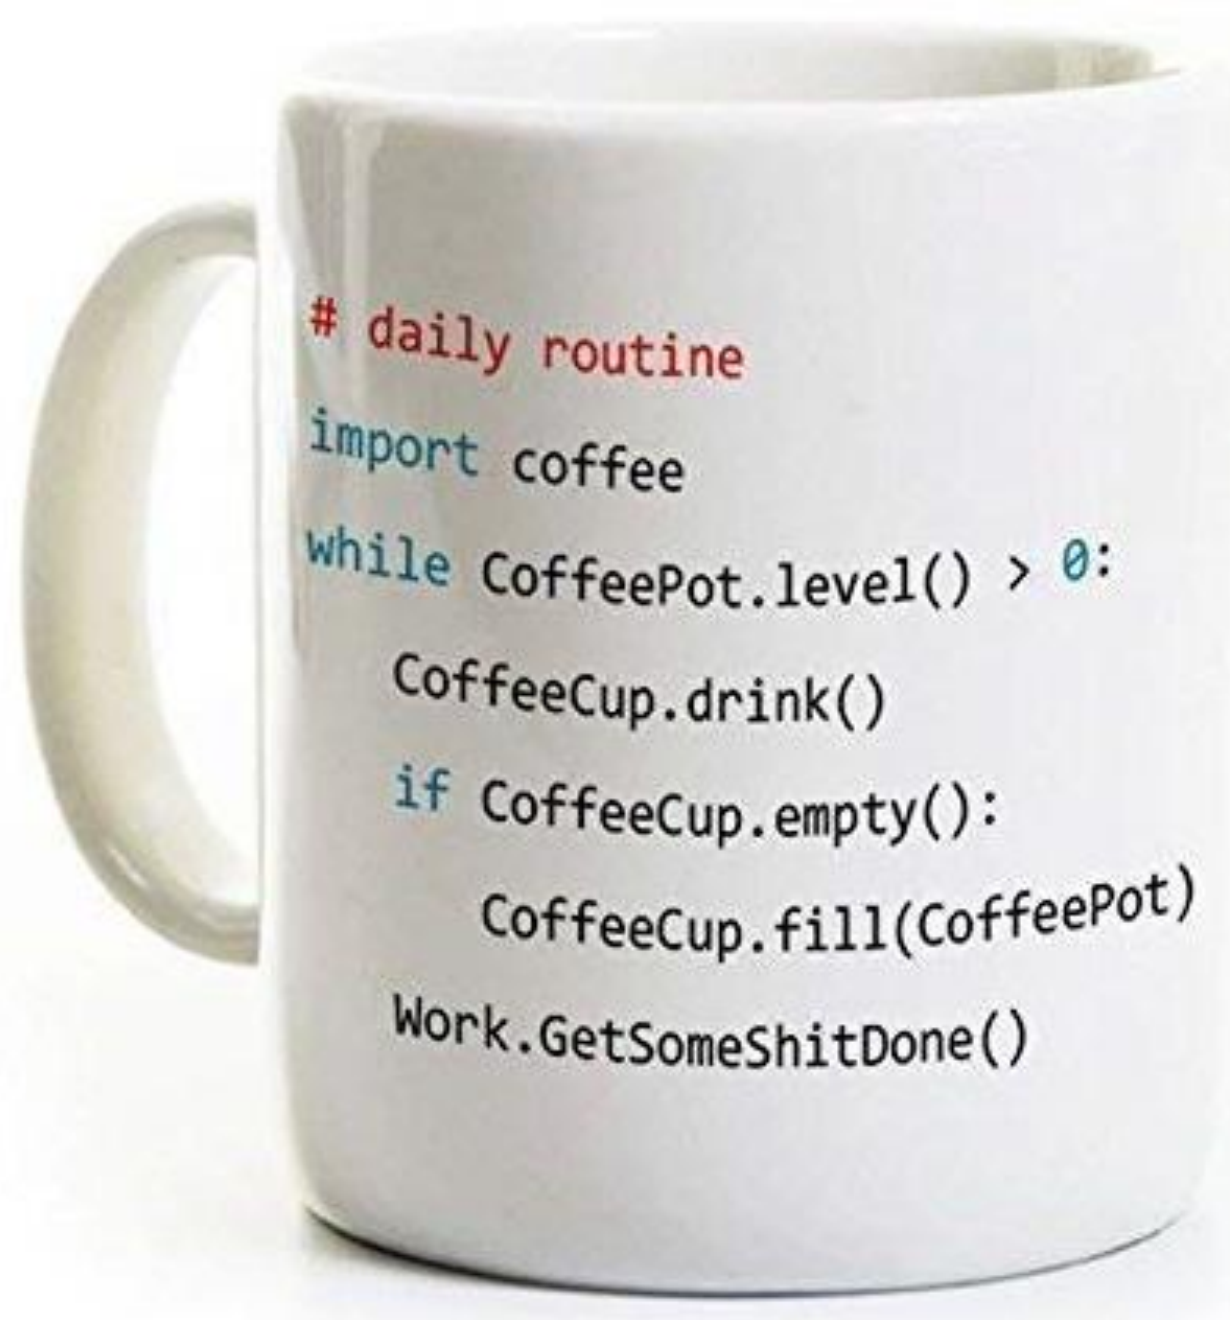 # daily routine
import coffee
while CoffeePot.level() > 0:
CoffeeCup.drink()
if CoffeeCup.empty():
CoffeeCup.fill(CoffeePot)
Work.GetSomeShitDone()